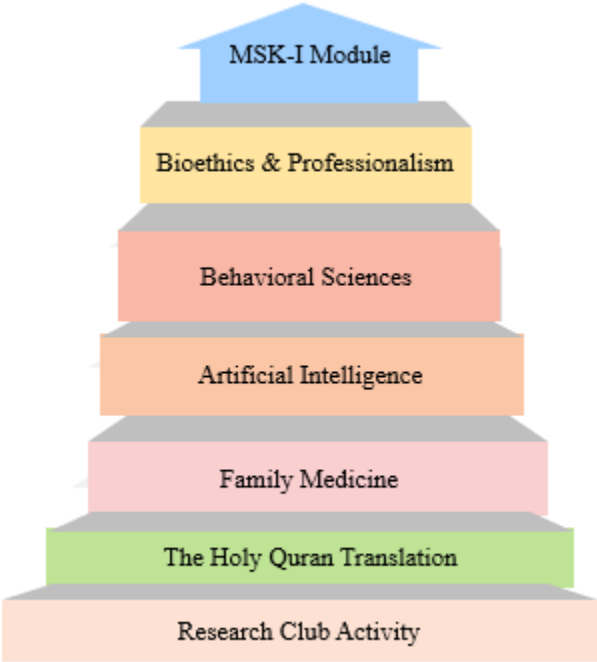 MSK-I Module
Bioethics & Professionalism
Behavioral Sciences
Artificial Intelligence
Family Medicine
The Holy Quran Translation
Research Club Activity